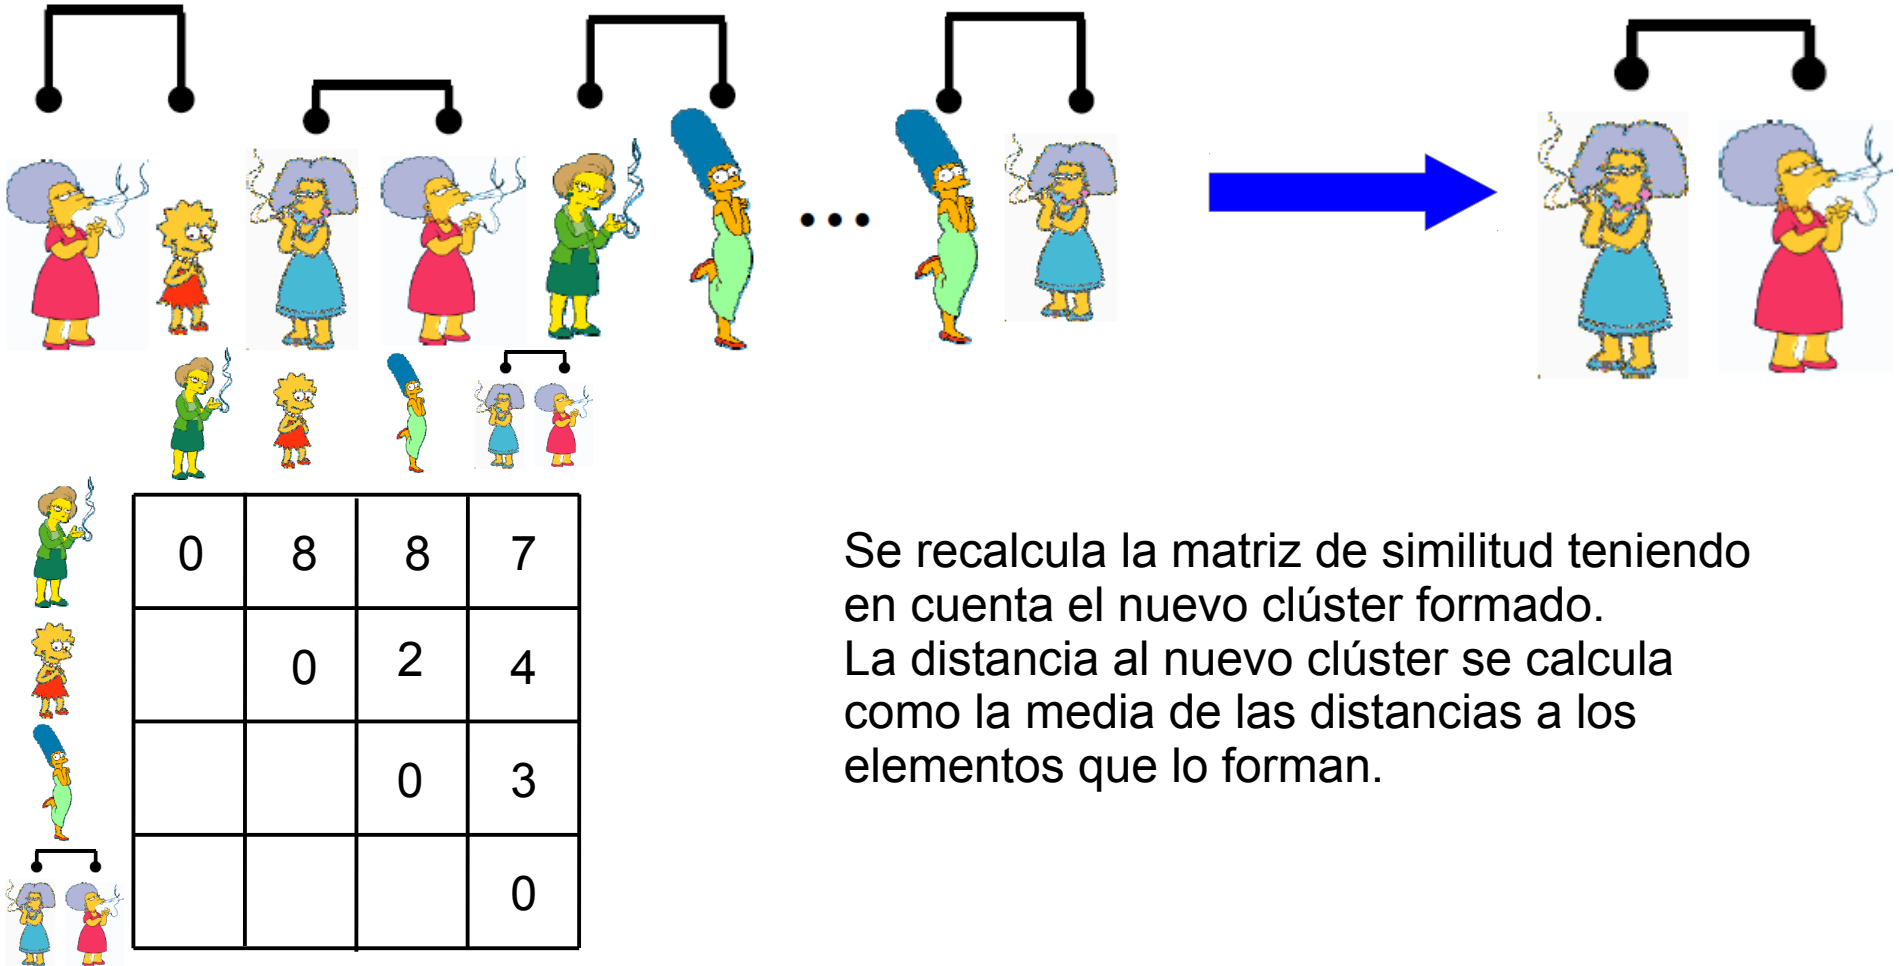 ...
0 8 8 7
0 2 4
0 3
0
Se recalcula la matriz de similitud teniendo
en cuenta el nuevo clúster formado.
La distancia al nuevo clúster se calcula
como la media de las distancias a los
elementos que lo forman.